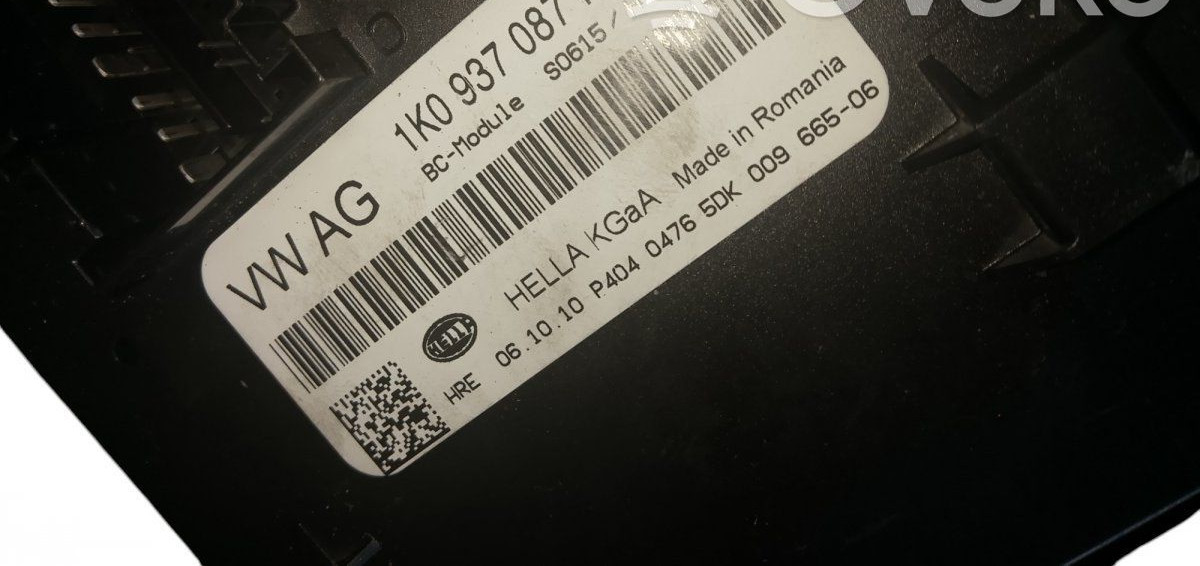 VW AG 1K0 937 087
BC-Module S0615/
HELLA KGaA Made in Romania
HELLA
HRE 06.10.10 P404 0476 5DK 009 665-06